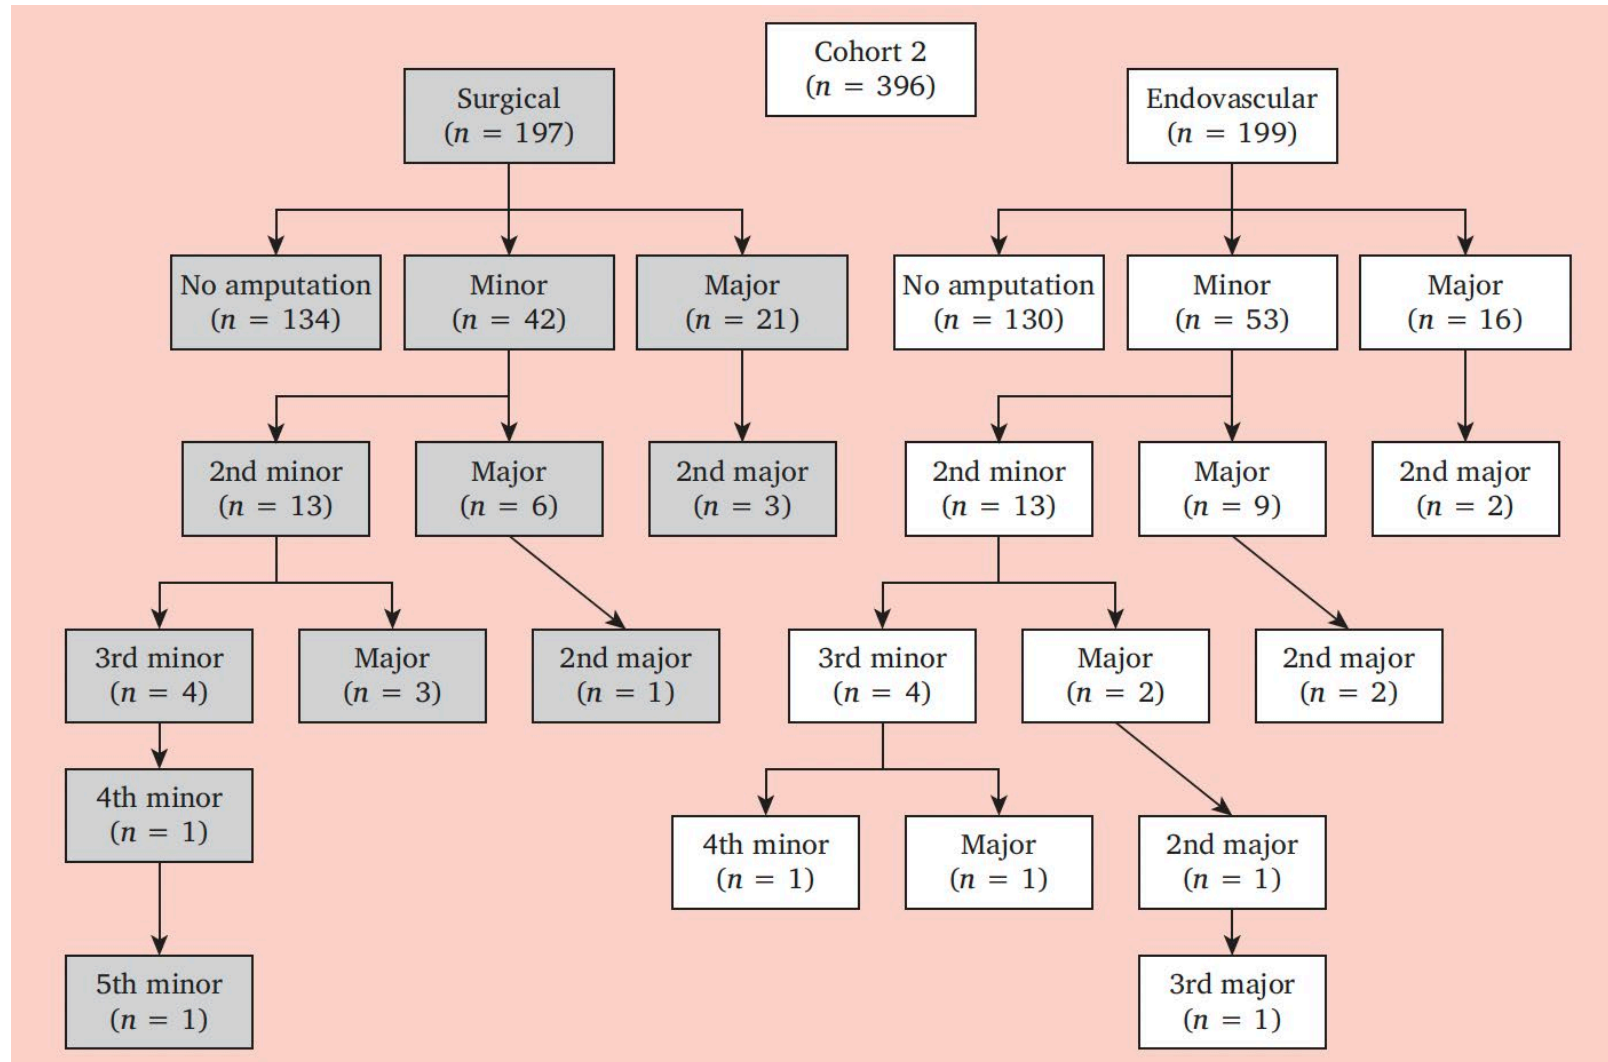 Cohort 2
(n = 396)
Surgical
(n = 197)
Endovascular
(n = 199)
No amputation
(n = 134)
Minor
(n = 42)
Major
(n = 21)
No amputation
(n = 130)
Minor
(n = 53)
Major
(n = 16)
2nd minor
(n = 13)
Major
(n = 6)
2nd major
(n = 3)
2nd minor
(n = 13)
Major
(n = 9)
2nd major
(n = 2)
3rd minor
(n = 4)
Major
(n = 3)
2nd major
(n = 1)
3rd minor
(n = 4)
Major
(n = 2)
2nd major
(n = 2)
4th minor
(n = 1)
4th minor
(n = 1)
Major
(n = 1)
2nd major
(n = 1)
5th minor
(n = 1)
3rd major
(n = 1)